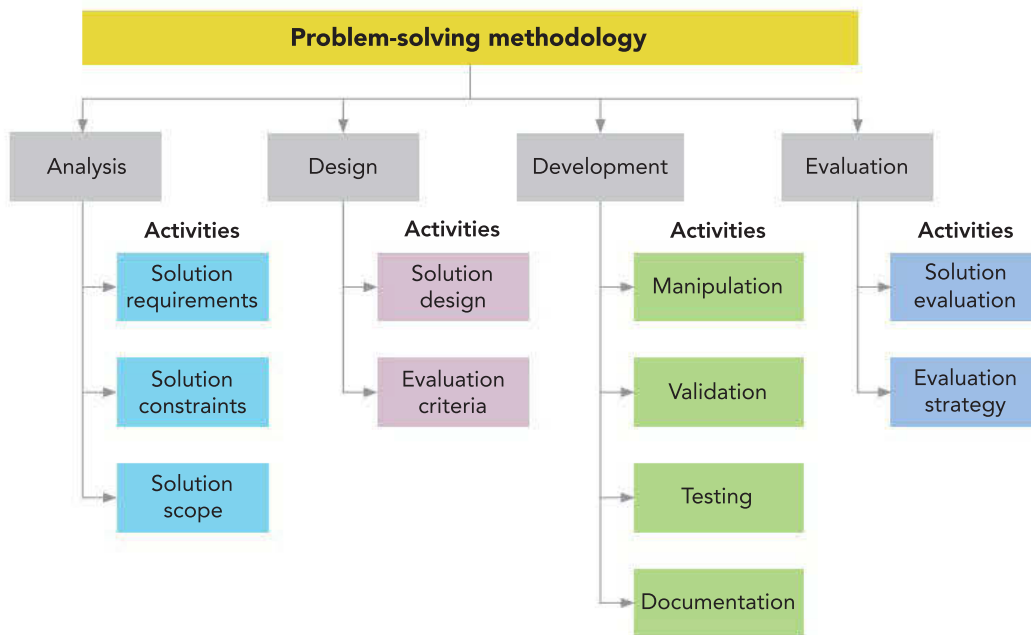 Problem-solving methodology
Analysis
Design
Development
Evaluation
Activities
Solution
requirements
Solution
constraints
Solution
scope
Activities
Solution
design
Evaluation
criteria
Activities
Manipulation
Validation
Testing
Documentation
Activities
Solution
evaluation
Evaluation
strategy